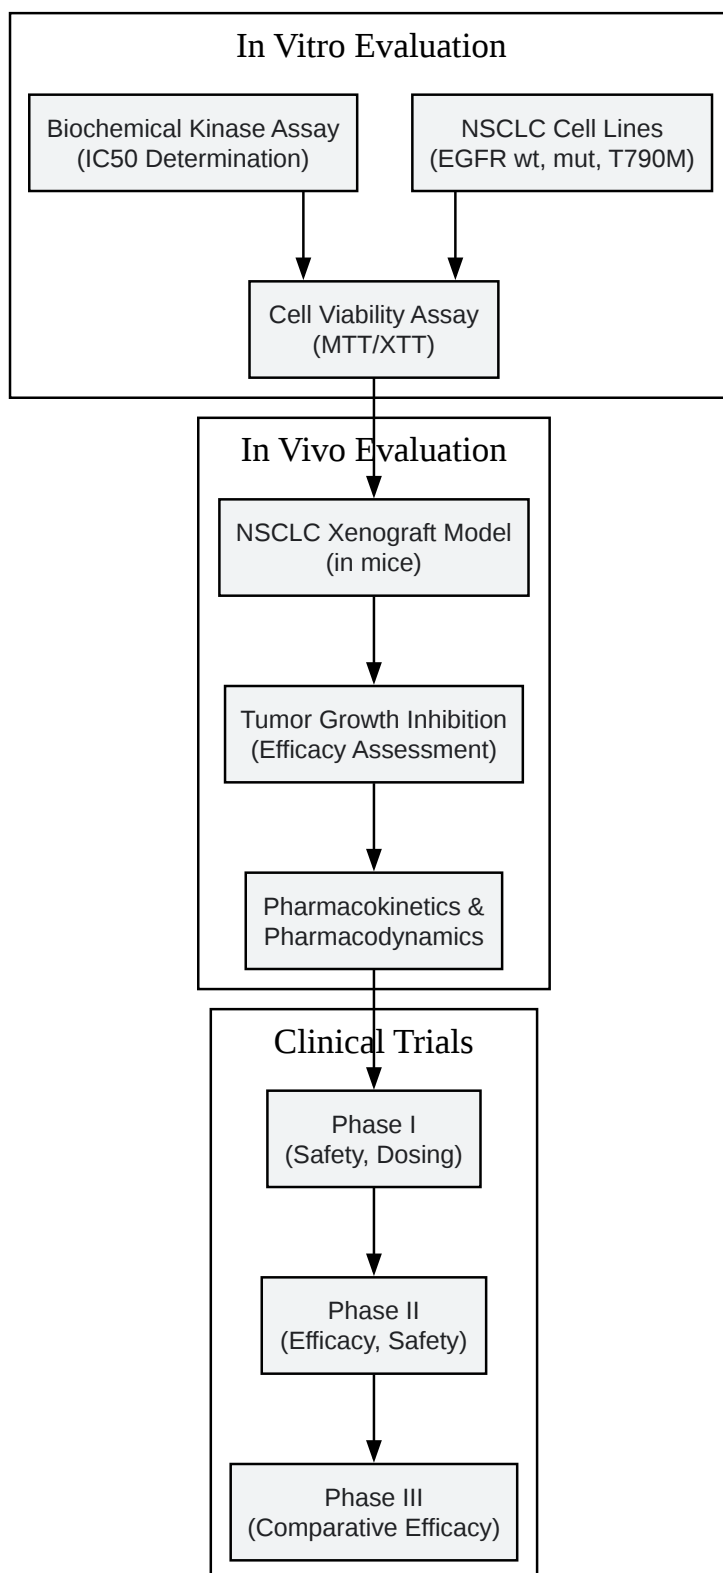 In Vitro Evaluation
Biochemical Kinase Assay
(IC50 Determination)
NSCLC Cell Lines
(EGFR wt, mut, T790M)
Cell Viability Assay
(MTT/XTT)
In Vivo Evaluation
NSCLC Xenograft Model
(in mice)
Tumor Growth Inhibition
(Efficacy Assessment)
Pharmacokinetics &
Pharmacodynamics
Clinical Trials
Phase I
(Safety, Dosing)
Phase II
(Efficacy, Safety)
Phase III
(Comparative Efficacy)